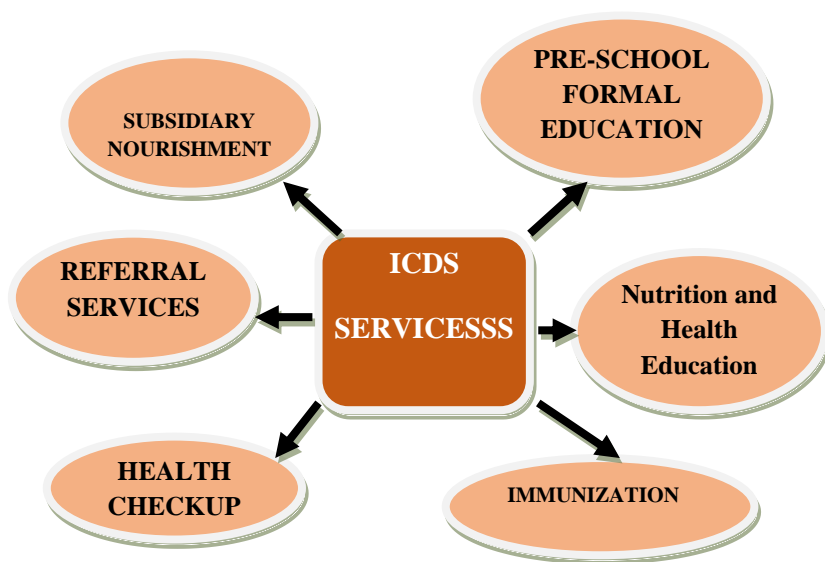 PRE-SCHOOL
FORMAL
EDUCATION
SUBSIDIARY
NOURISHMENT
ICDS
SERVICESSS
REFERRAL
SERVICES
Nutrition and
Health
Education
HEALTH
CHECKUP
IMMUNIZATION